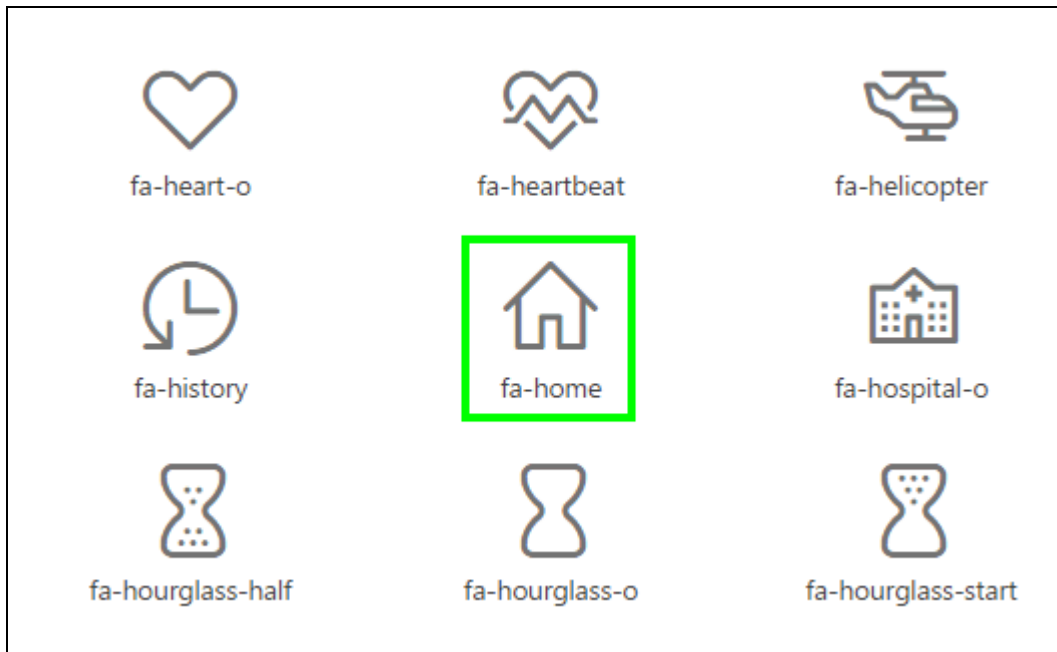 fa-heart-o
fa-heartbeat
fa-helicopter
fa-history
fa-home
fa-hospital-o
fa-hourglass-half
fa-hourglass-o
fa-hourglass-start